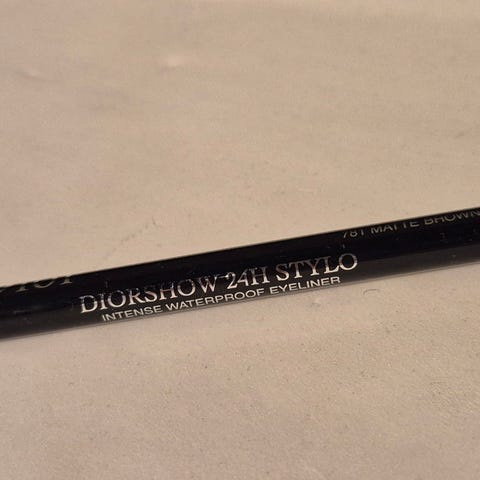 DIORSHOW 24H STYLO
INTENSE WATERPROOF EYELINER
781 MATTE BROWN